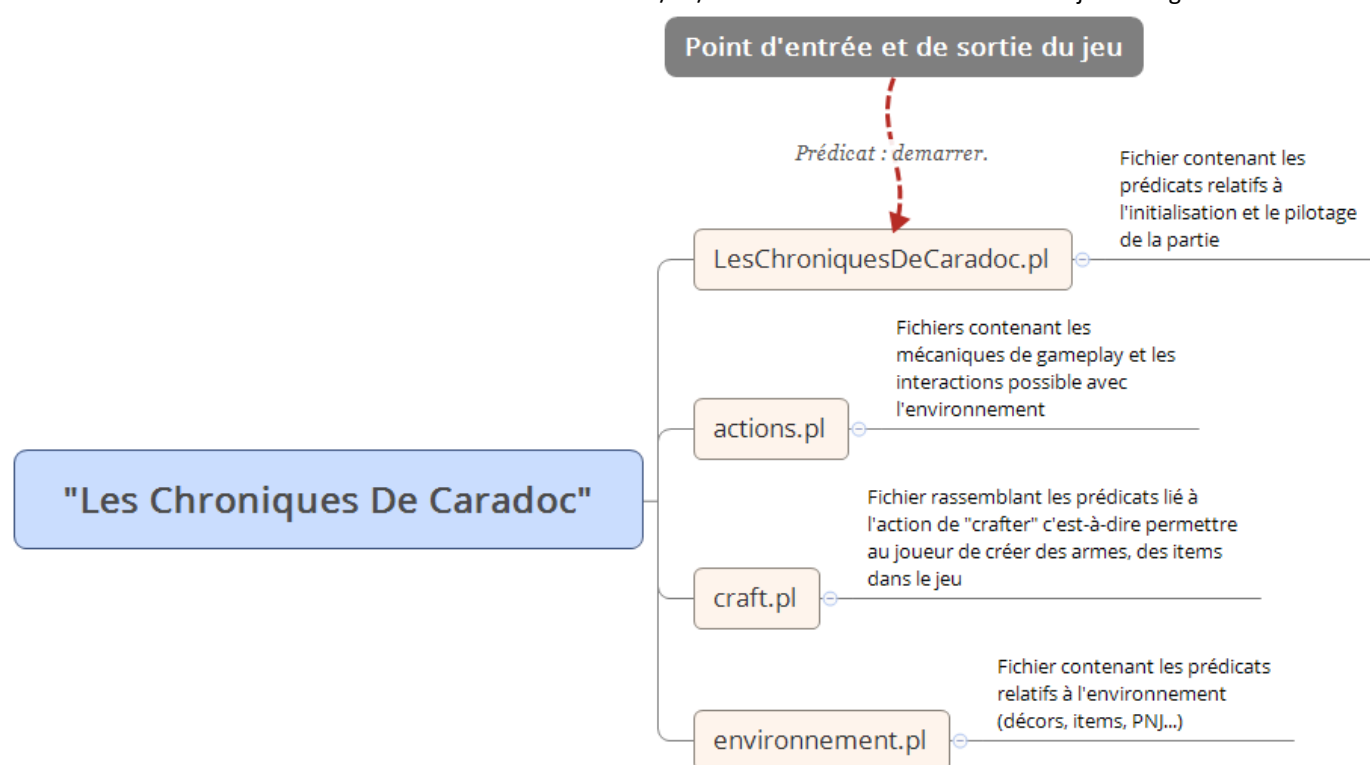 Point d'entrée et de sortie du jeu
Prédicat : demarrer.
Fichier contenant les
prédicats relatifs à
l'initialisation et le pilotage
de la partie
LesChroniquesDeCaradoc.pl
Fichiers contenant les
mécaniques de gameplay et les
interactions possible avec
l'environnement
actions.pl
"Les Chroniques De Caradoc"
Fichier rassemblant les prédicats lié à
l'action de "crafter" c'est-à-dire permettre
au joueur de créer des armes, des items
dans le jeu
craft.pl
Fichier contenant les prédicats
relatifs à l'environnement
(décors, items, PNJ...)
environnement.pl